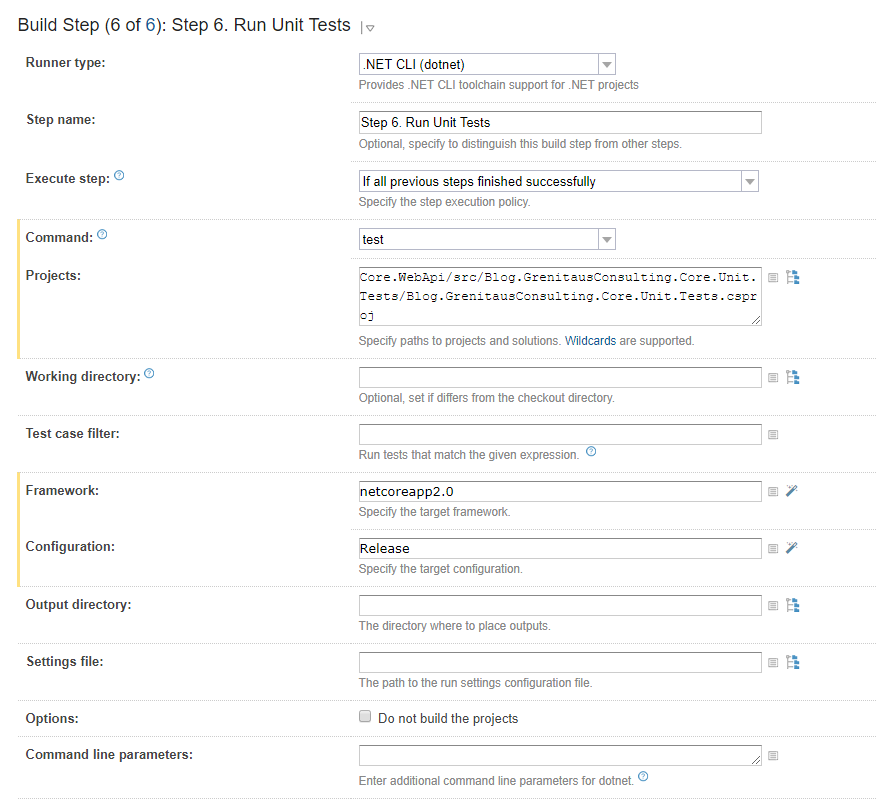 Build Step (6 of 6): Step 6. Run Unit Tests
Runner type:
.NET CLI (dotnet)
Provides .NET CLI toolchain support for .NET projects
Step name:
Step 6. Run Unit Tests
Optional, specify to distinguish this build step from other steps.
Execute step:
If all previous steps finished successfully
Specify the step execution policy.
Command:
test
Projects:
Core.WebApi/src/Blog.GrenitausConsulting.Core.Unit.
Tests/Blog.GrenitausConsulting.Core.Unit.Tests.cspr
oj
Specify paths to projects and solutions. Wildcards are supported.
Working directory:
Optional, set if differs from the checkout directory.
Test case filter:
Run tests that match the given expression.
Framework:
netcoreapp2.0
Specify the target framework.
Configuration:
Release
Specify the target configuration.
Output directory:
The directory where to place outputs.
Settings file:
The path to the run settings configuration file.
Options:
Do not build the projects
Command line parameters:
Enter additional command line parameters for dotnet.